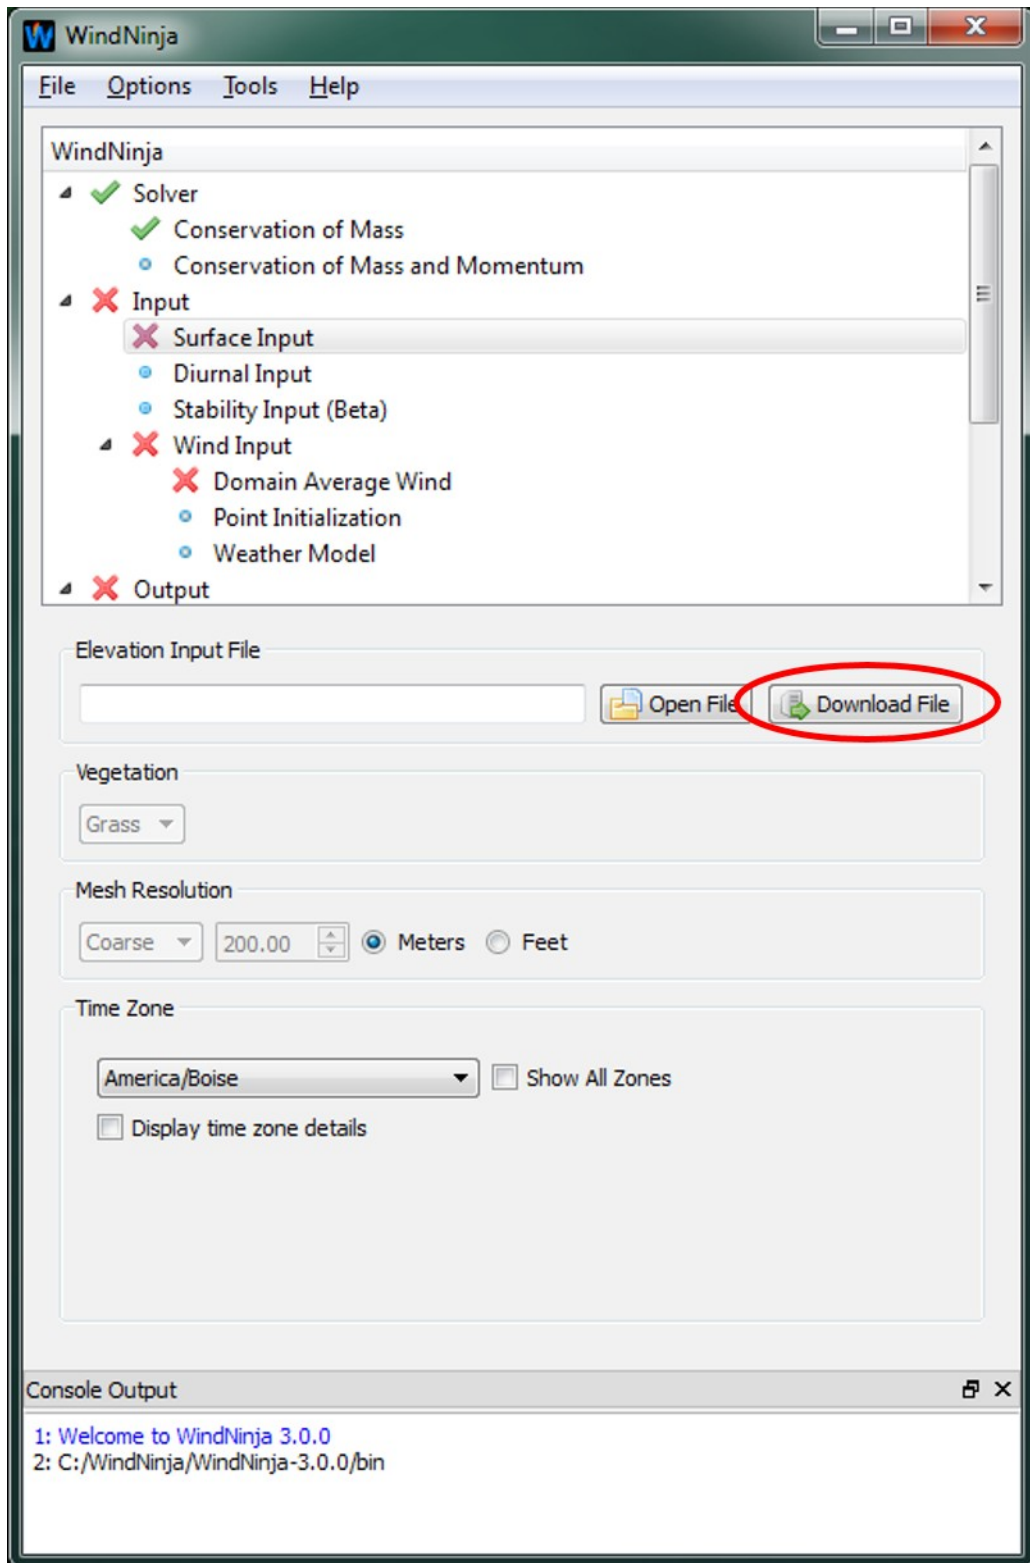 WindNinja
File Options Tools Help
WindNinja
Solver
Conservation of Mass
Conservation of Mass and Momentum
Input
Surface Input
Diurnal Input
Stability Input (Beta)
Wind Input
Domain Average Wind
Point Initialization
Weather Model
Output
Elevation Input File
Open File Download File
Vegetation
Grass
Mesh Resolution
Coarse 200.00 Meters Feet
Time Zone
America/Boise Show All Zones
Display time zone details
Console Output
1: Welcome to WindNinja 3.0.0
2: C:/WindNinja/WindNinja-3.0.0/bin